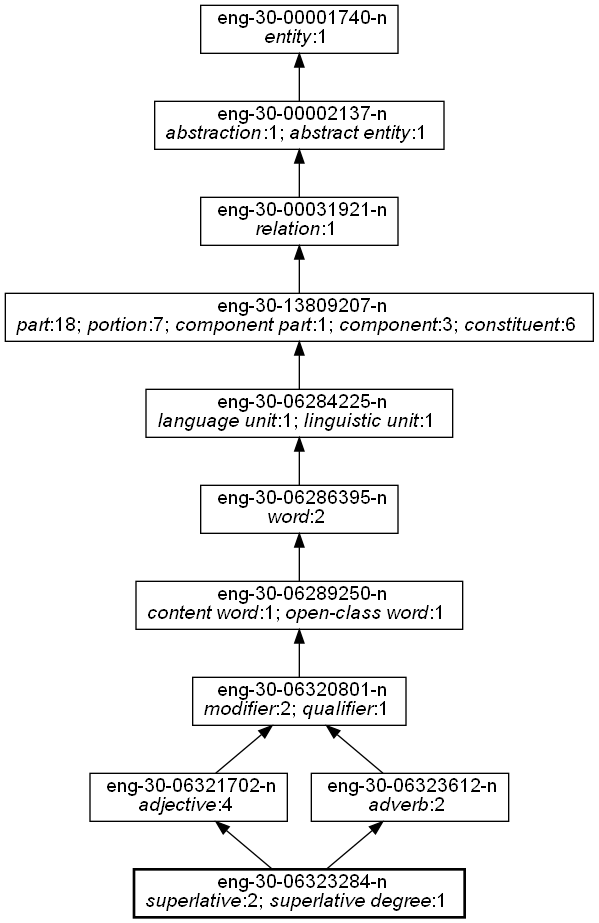 eng-30-00001740-n
entity:1
eng-30-00002137-n
abstraction:1; abstract entity:1
eng-30-00031921-n
relation:1
eng-30-13809207-n
part:18; portion:7; component part:1; component:3; constituent:6
eng-30-06284225-n
language unit:1; linguistic unit:1
eng-30-06286395-n
word:2
eng-30-06289250-n
content word:1; open-class word:1
eng-30-06320801-n
modifier:2; qualifier:1
eng-30-06321702-n
adjective:4
eng-30-06323612-n
adverb:2
eng-30-06323284-n
superlative:2; superlative degree:1